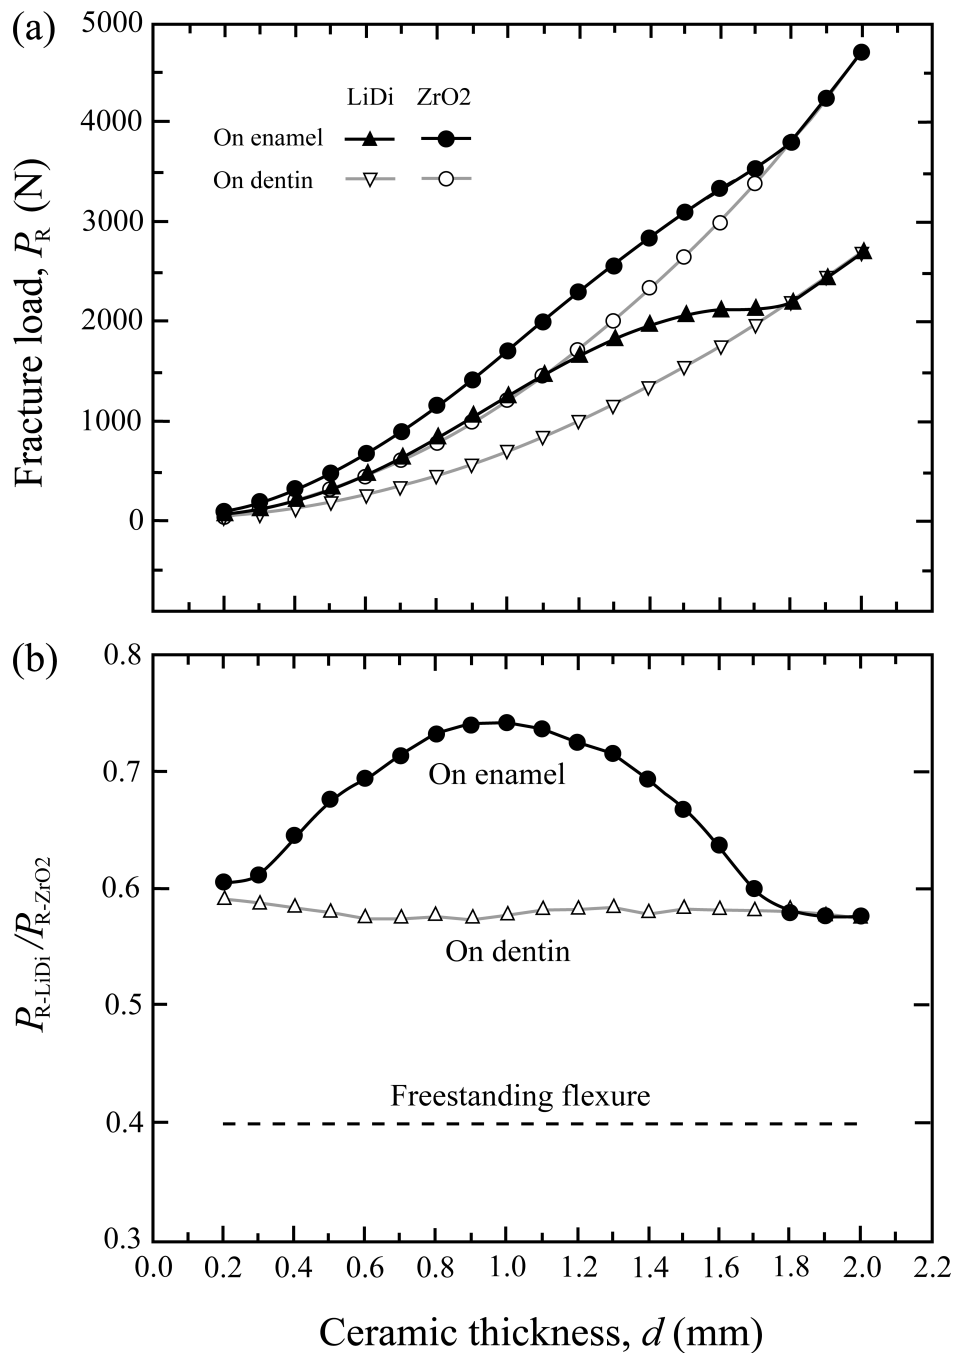 (a)
5000
4000
3000
2000
1000
0
Fracture load, P_R (N)
LiDi ZrO2
On enamel
On dentin
(b)
0.8
0.7
0.6
0.5
0.4
0.3
P_R-LiDi/P_R-ZrO2
On enamel
On dentin
Freestanding flexure
0.0 0.2 0.4 0.6 0.8 1.0 1.2 1.4 1.6 1.8 2.0 2.2
Ceramic thickness, d (mm)